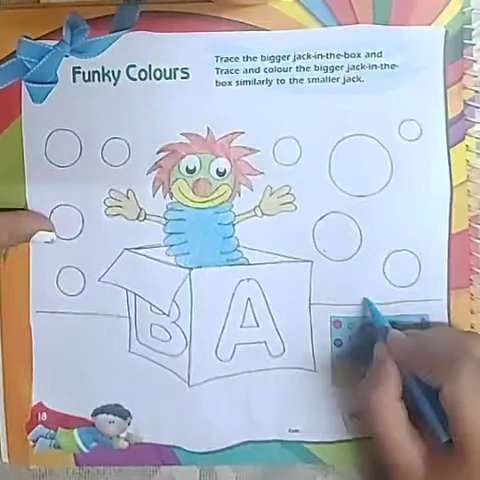 Funky Colours
Trace the bigger jack-in-the-box and
Trace and colour the bigger jack-in-the-
box similarly to the smaller jack.
B
A
18